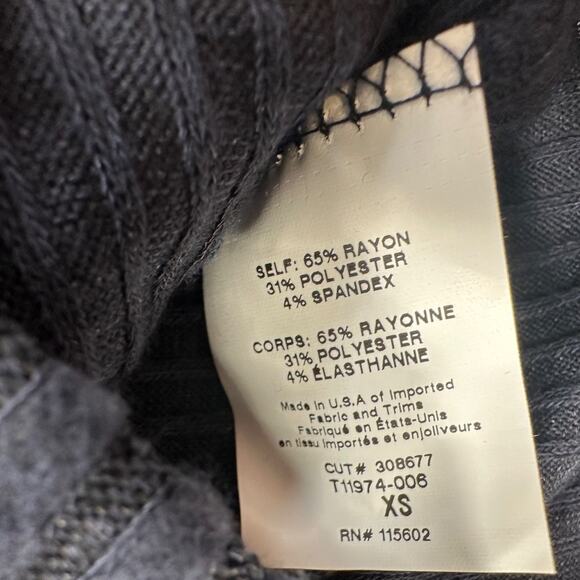 SELF: 65% RAYON
31% POLYESTER
4% SPANDEX
CORPS: 65% RAYONNE
31% POLYESTER
4% ÉLASTHANNE
Made in U.S.A of Imported
Fabric and Trims
Fabriqué en États-Unis
en tissu importés et enjoliveurs
CUT# 308677
T11974-006
XS
RN# 115602